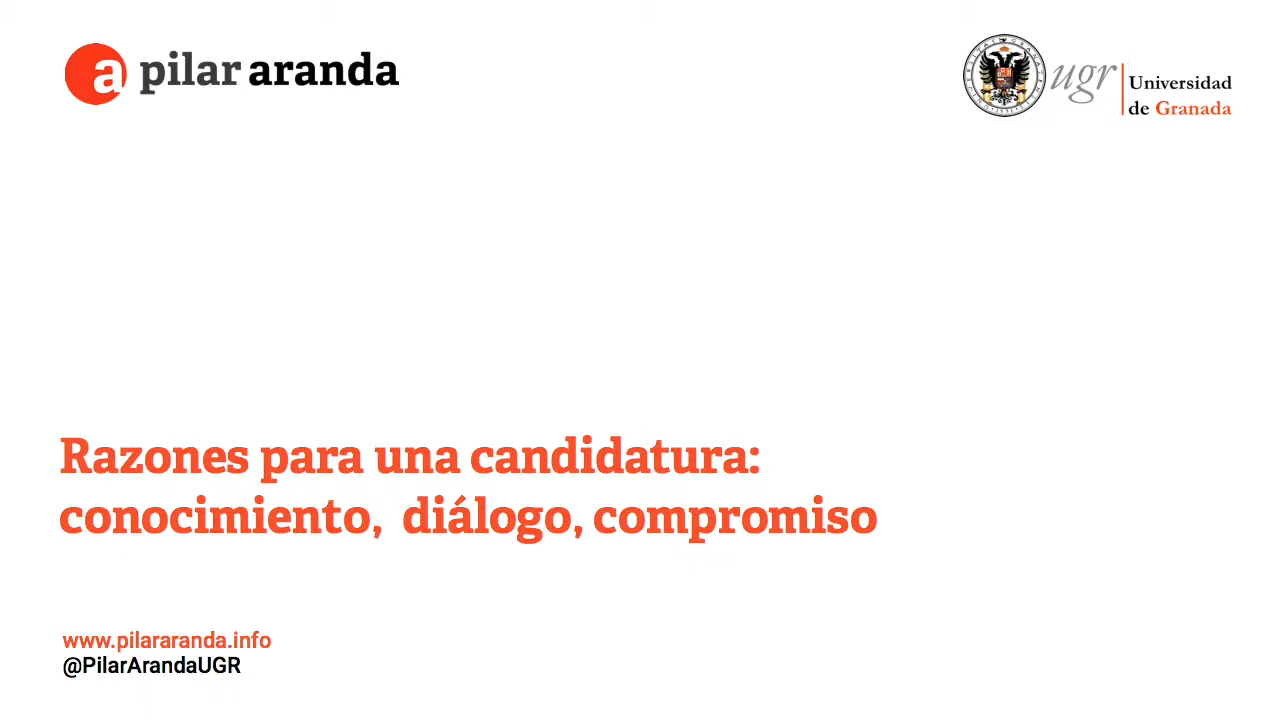 a pilar aranda
ugr
Universidad
de Granada
Razones para una candidatura:
conocimiento, diálogo, compromiso
www.pilararanda.info
@PilarArandaUGR